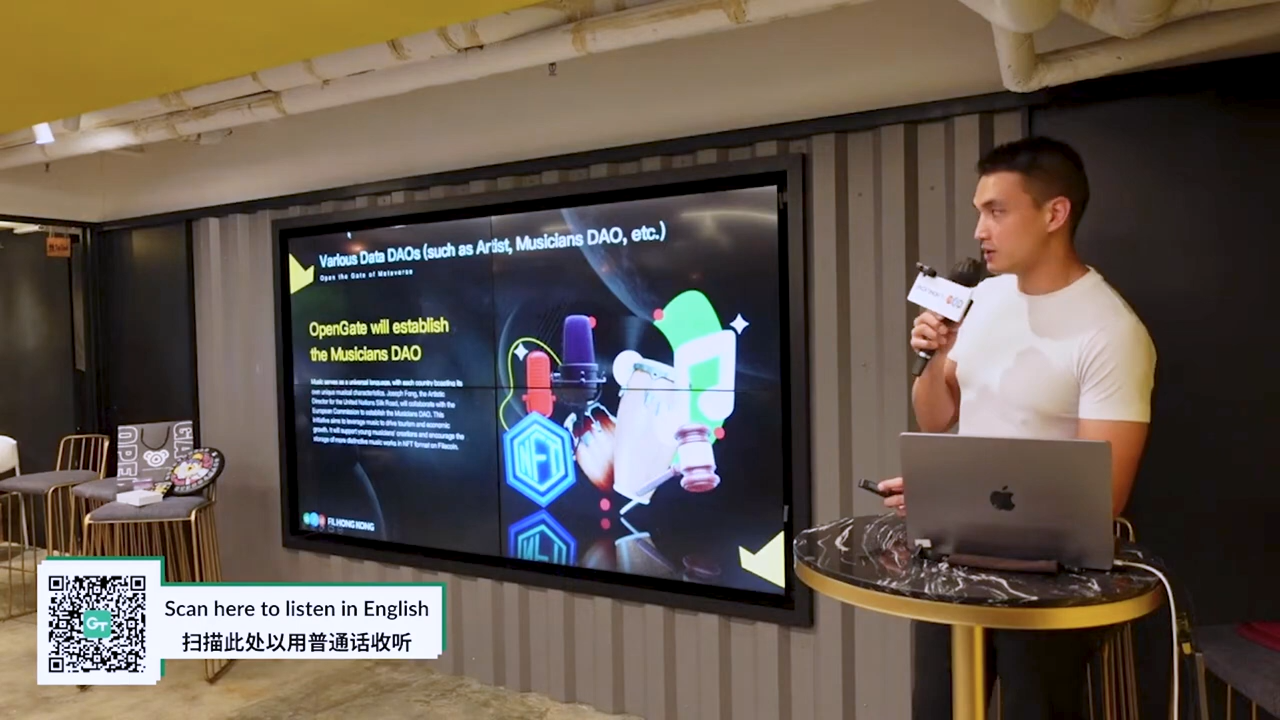 Various Data DAOs (such as Artist, Musicians DAO, etc.)
Open the Gate of Metaverse
OpenGate will establish
the Musicians DAO
Music serves as a universal language, with each country boasting its
own unique musical characteristics. Joseph Fang, the Artistic
Director for the United Nations Silk Road, will collaborate with the
European Commission to establish the Musicians DAO. This
initiative aims to leverage music to drive tourism and economic
growth. It will support young musicians' creations and encourage the
storage of more distinctive music works in NFT format on Filecoin.
NFT
FIL HONG KONG
OPEN
GT
Scan here to listen in English
扫描此处以用普通话收听